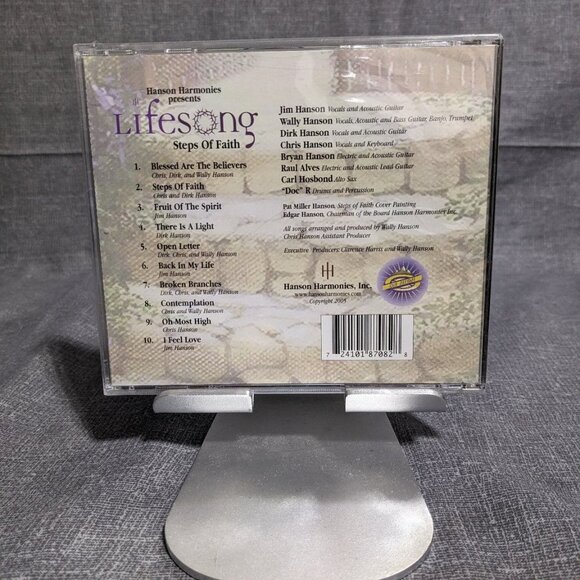 Hanson Harmonies
presents
Lifesong
Steps Of Faith
1. Blessed Are The Believers
Chris, Dirk, and Wally Hanson
2. Steps Of Faith
Chris and Dirk Hanson
3. Fruit Of The Spirit
Jim Hanson
4. There Is A Light
Dirk Hanson
5. Open Letter
Dirk, Chris, and Wally Hanson
6. Back In My Life
Jim Hanson
7. Broken Branches
Dirk, Chris, and Wally Hanson
8. Contemplation
Chris and Wally Hanson
9. Oh-Most High
Chris Hanson
10. I Feel Love
Jim Hanson
Jim Hanson Vocals and Acoustic Guitar
Wally Hanson Vocals, Acoustic and Bass Guitar, Banjo, Trumpet
Dirk Hanson Vocals and Acoustic Guitar
Chris Hanson Vocals and Keyboard
Bryan Hanson Electric and Acoustic Guitar
Raul Alves Electric and Acoustic Lead Guitar
Carl Hosbond Alto Sax
"Doc" R Drums and Percussion
Pat Miller Hanson, Steps of Faith Cover Painting
Edgar Hanson, Chairman of the Board Hanson Harmonies Inc.
All songs arranged and produced by Wally Hanson
Chris Hanson Assistant Producer
Executive Producers: Clarence Harris and Wally Hanson
Hanson Harmonies, Inc.
www.hansonharmonies.com
Copyright 2005
7 24101 87082 8